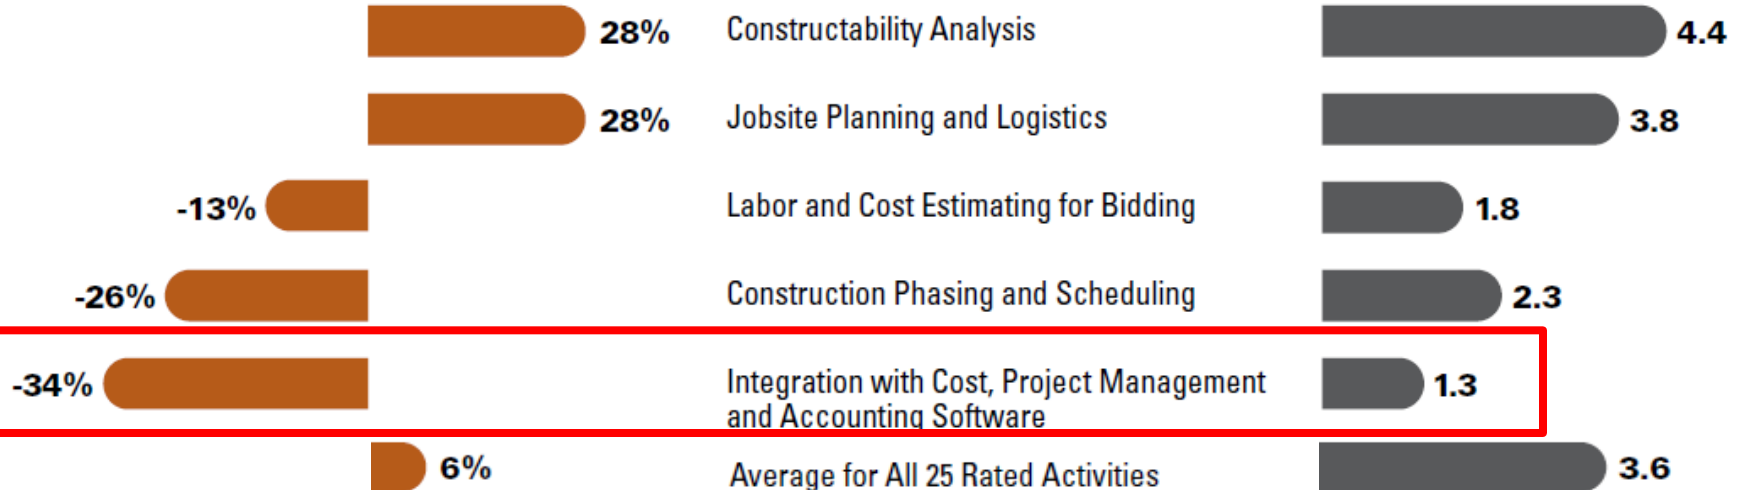 28% Constructability Analysis 4.4
28% Jobsite Planning and Logistics 3.8
-13% Labor and Cost Estimating for Bidding 1.8
-26% Construction Phasing and Scheduling 2.3
-34% Integration with Cost, Project Management 1.3
and Accounting Software
6% Average for All 25 Rated Activities 3.6